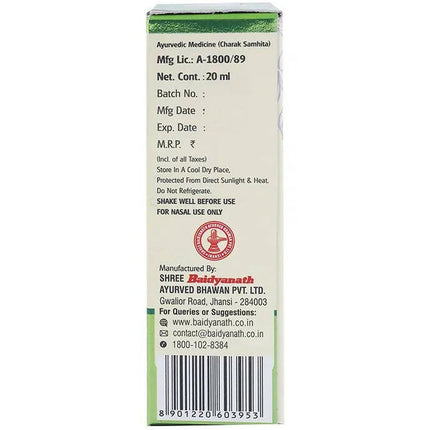 Ayurvedic Medicine (Charak Samhita)
Mfg Lic.: A-1800/89
Net. Cont. : 20 ml
Batch No. :
Mfg Date :
Exp. Date :
M.R.P. ₹
(Incl. of all Taxes)
Store In A Cool Dry Place,
Protected From Direct Sunlight & Heat.
Do Not Refrigerate.
SHAKE WELL BEFORE USE
FOR NASAL USE ONLY
Manufactured By:
SHREE Baidyanath
AYURVED BHAWAN PVT. LTD.
Gwalior Road, Jhansi - 284003
For Queries or Suggestions:
www.baidyanath.co.in
contact@baidyanath.co.in
1800-102-8384
8 901220 603953